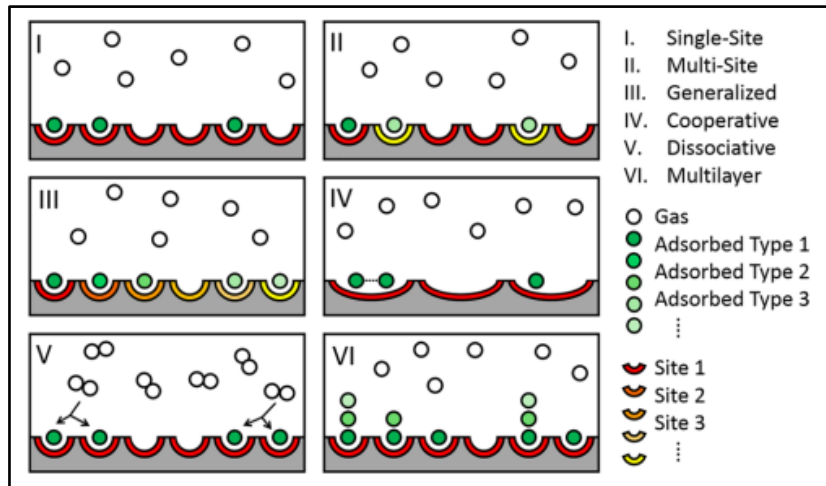 I
II
I. Single-Site
II. Multi-Site
III. Generalized
IV. Cooperative
V. Dissociative
VI. Multilayer
III
IV
Gas
Adsorbed Type 1
Adsorbed Type 2
Adsorbed Type 3
V
VI
Site 1
Site 2
Site 3